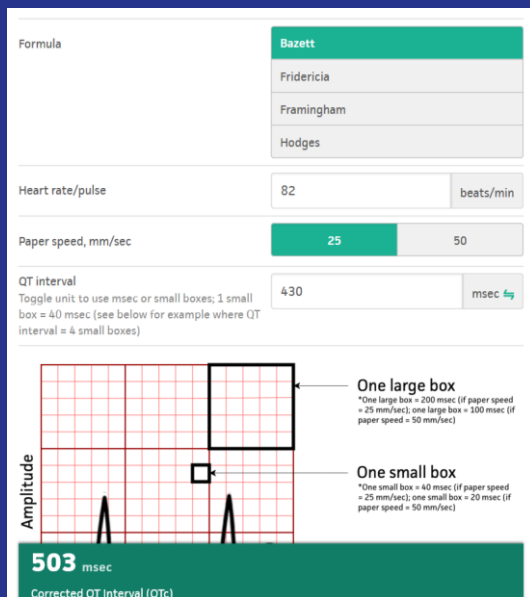 Formula
Bazett
Fridericia
Framingham
Hodges
Heart rate/pulse
82
beats/min
Paper speed, mm/sec
25
50
QT interval
Toggle unit to use msec or small boxes; 1 small
box = 40 msec (see below for example where QT
interval = 4 small boxes)
430
msec ⇋
One large box
*One large box = 200 msec (if paper speed
= 25 mm/sec); one large box = 100 msec (if
paper speed = 50 mm/sec)
One small box
*One small box = 40 msec (if paper speed
= 25 mm/sec); one small box = 20 msec (if
paper speed = 50 mm/sec)
Amplitude
503 msec
Corrected QT Interval (QTc)